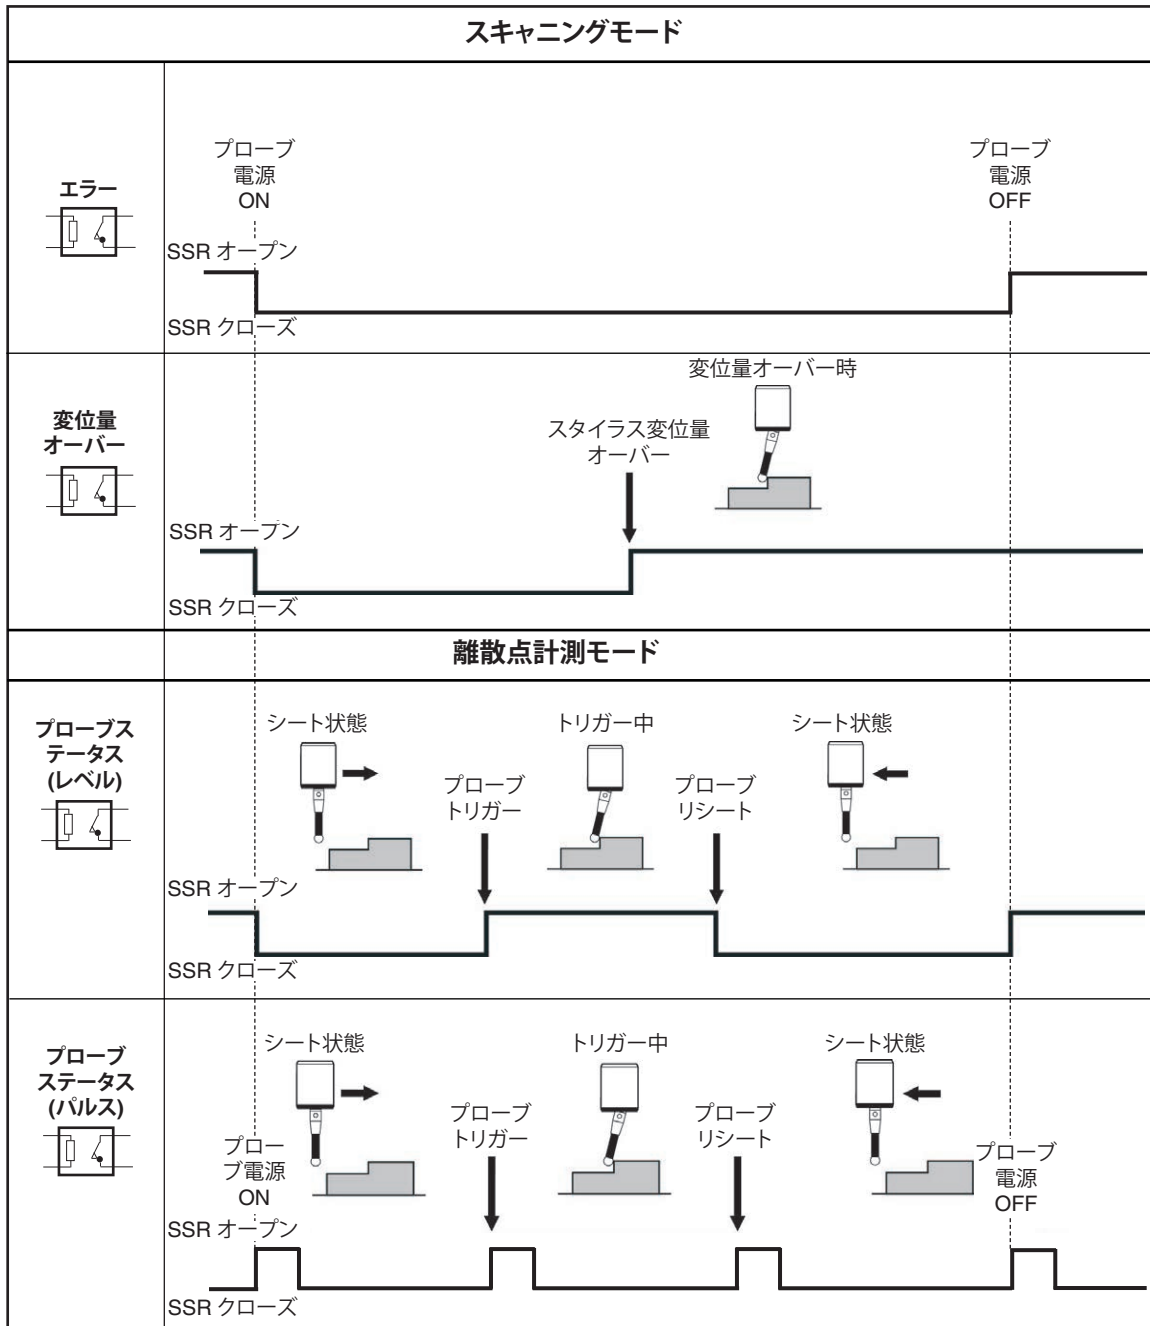 スキャニングモード
エラー
プローブ
電源
ON
プローブ
電源
OFF
SSR オープン
SSR クローズ
変位量
オーバー
変位量オーバー時
スタイラス変位量
オーバー
SSR オープン
SSR クローズ
離散点計測モード
プローブス
テータス
(レベル)
シート状態
トリガー中
シート状態
プローブ
トリガー
プローブ
リシート
SSR オープン
SSR クローズ
プローブ
ステータス
(パルス)
シート状態
トリガー中
シート状態
プローブ
トリガー
プローブ
リシート
プロー
ブ電源
ON
プローブ
電源
OFF
SSR オープン
SSR クローズ